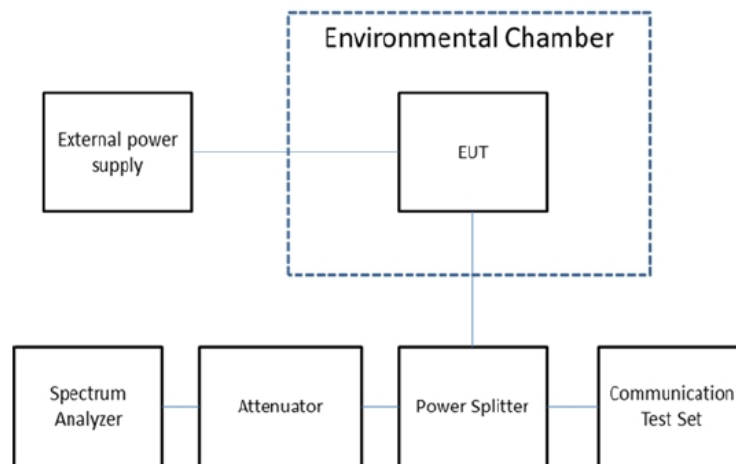 Environmental Chamber
External power
supply
EUT
Spectrum
Analyzer
Attenuator
Power Splitter
Communication
Test Set